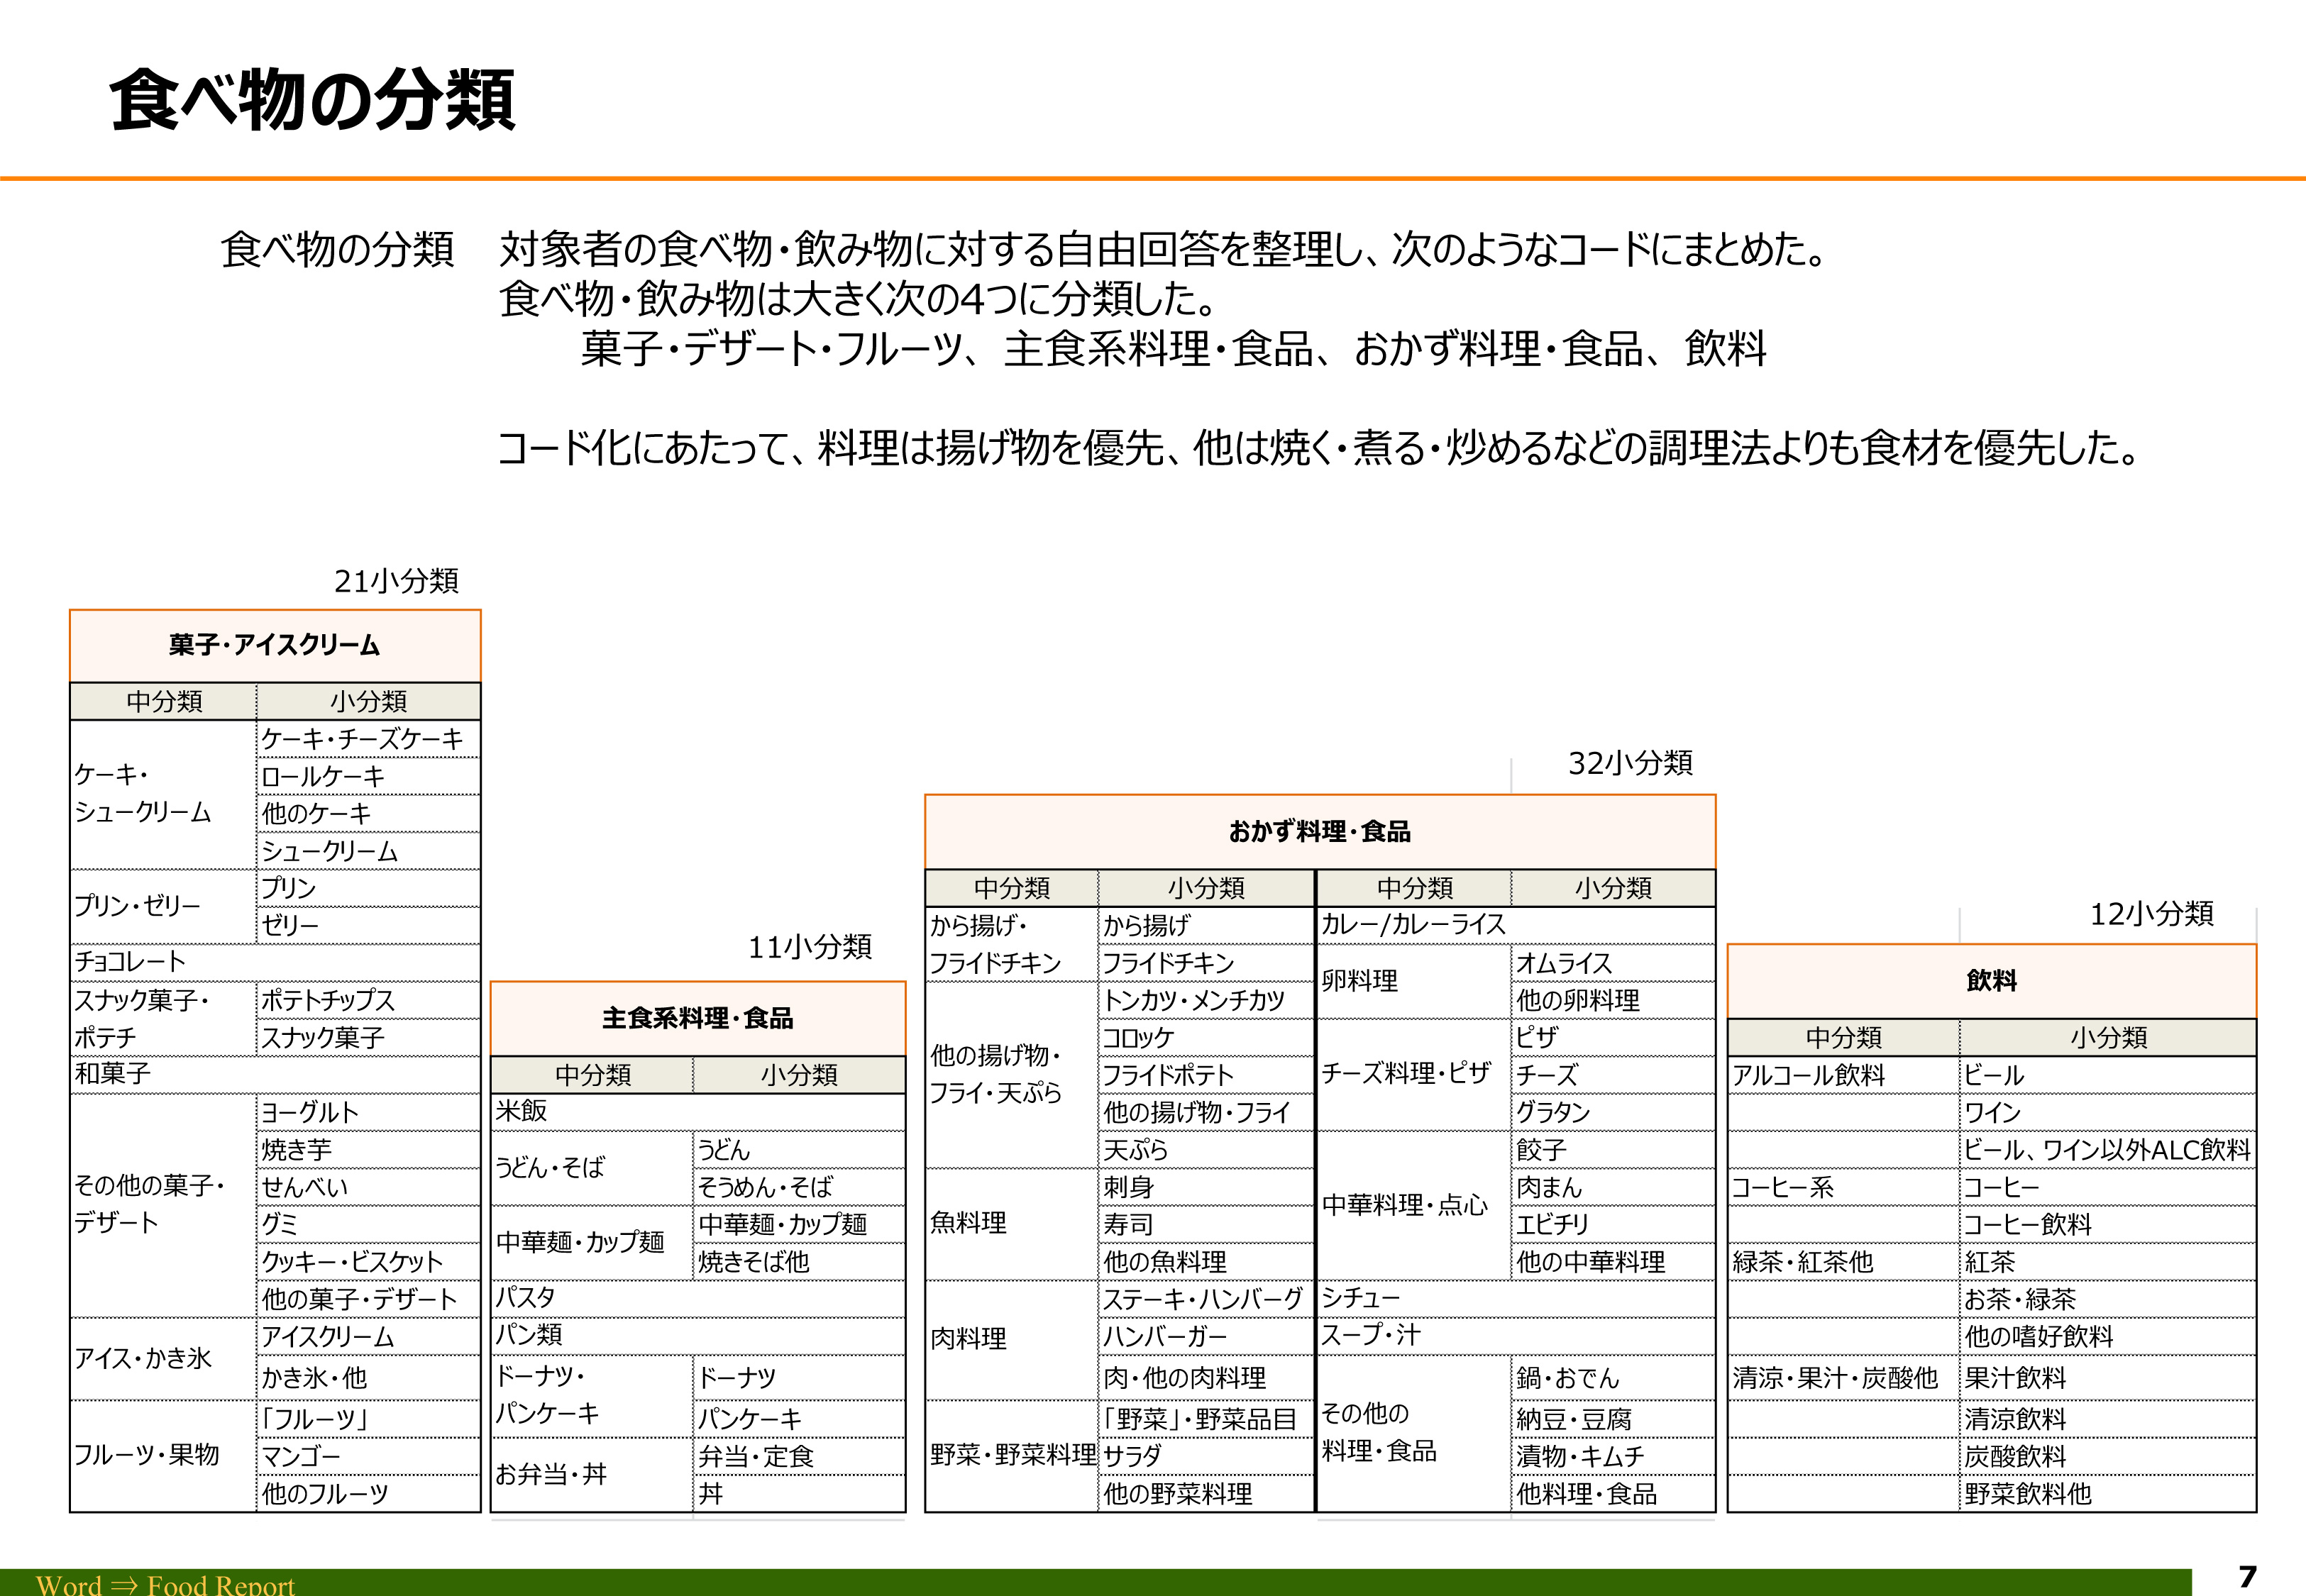 食べ物の分類
食べ物の分類 対象者の食べ物・飲み物に対する自由回答を整理し、次のようなコードにまとめた。
食べ物・飲み物は大きく次の4つに分類した。
菓子・デザート・フルーツ、主食系料理・食品、おかず料理・食品、飲料
コード化にあたって、料理は揚げ物を優先、他は焼く・煮る・炒めるなどの調理法よりも食材を優先した。
21小分類
菓子・アイスクリーム
中分類 小分類
ケーキ・
シュークリーム
ケーキ・チーズケーキ
ロールケーキ
他のケーキ
シュークリーム
プリン・ゼリー
プリン
ゼリー
チョコレート
スナック菓子・
ポテチ
ポテトチップス
スナック菓子
和菓子
その他の菓子・
デザート
ヨーグルト
焼き芋
せんべい
グミ
クッキー・ビスケット
他の菓子・デザート
アイス・かき氷
アイスクリーム
かき氷・他
フルーツ・果物
「フルーツ」
マンゴー
他のフルーツ
11小分類
主食系料理・食品
中分類 小分類
米飯
うどん・そば
うどん
そうめん・そば
中華麺・カップ麺
中華麺・カップ麺
焼きそば他
パスタ
パン類
ドーナツ・
パンケーキ
ドーナツ
パンケーキ
お弁当・丼
弁当・定食
丼
32小分類
おかず料理・食品
中分類 小分類 中分類 小分類
から揚げ・
フライドチキン
から揚げ
フライドチキン
他の揚げ物・
フライ・天ぷら
トンカツ・メンチカツ
コロッケ
フライドポテト
他の揚げ物・フライ
天ぷら
魚料理
刺身
寿司
他の魚料理
肉料理
ステーキ・ハンバーグ
ハンバーガー
肉・他の肉料理
野菜・野菜料理
「野菜」・野菜品目
サラダ
他の野菜料理
カレー/カレーライス
卵料理
オムライス
他の卵料理
チーズ料理・ピザ
ピザ
チーズ
グラタン
中華料理・点心
餃子
肉まん
エビチリ
他の中華料理
シチュー
スープ・汁
その他の
料理・食品
鍋・おでん
納豆・豆腐
漬物・キムチ
他料理・食品
12小分類
飲料
中分類 小分類
アルコール飲料 ビール
ワイン
ビール、ワイン以外ALC飲料
コーヒー系 コーヒー
コーヒー飲料
緑茶・紅茶他 紅茶
お茶・緑茶
他の嗜好飲料
清涼・果汁・炭酸他 果汁飲料
清涼飲料
炭酸飲料
野菜飲料他
Word ⇒ Food Report
7